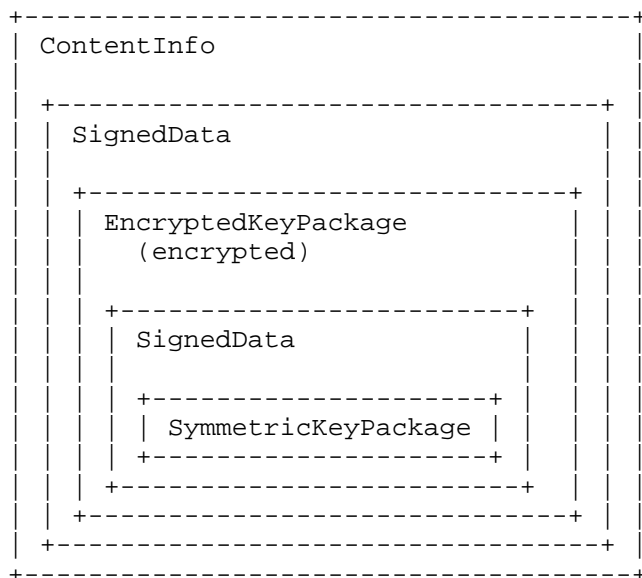 ContentInfo
SignedData
EncryptedKeyPackage
(encrypted)
SignedData
SymmetricKeyPackage